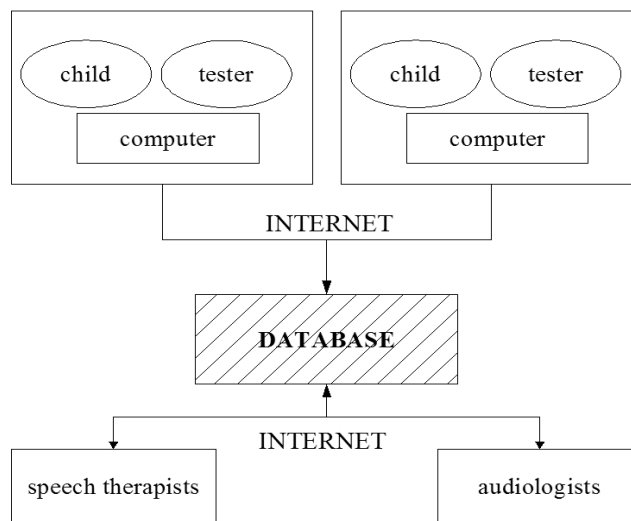 child tester child tester
computer computer
INTERNET
DATABASE
INTERNET
speech therapists audiologists